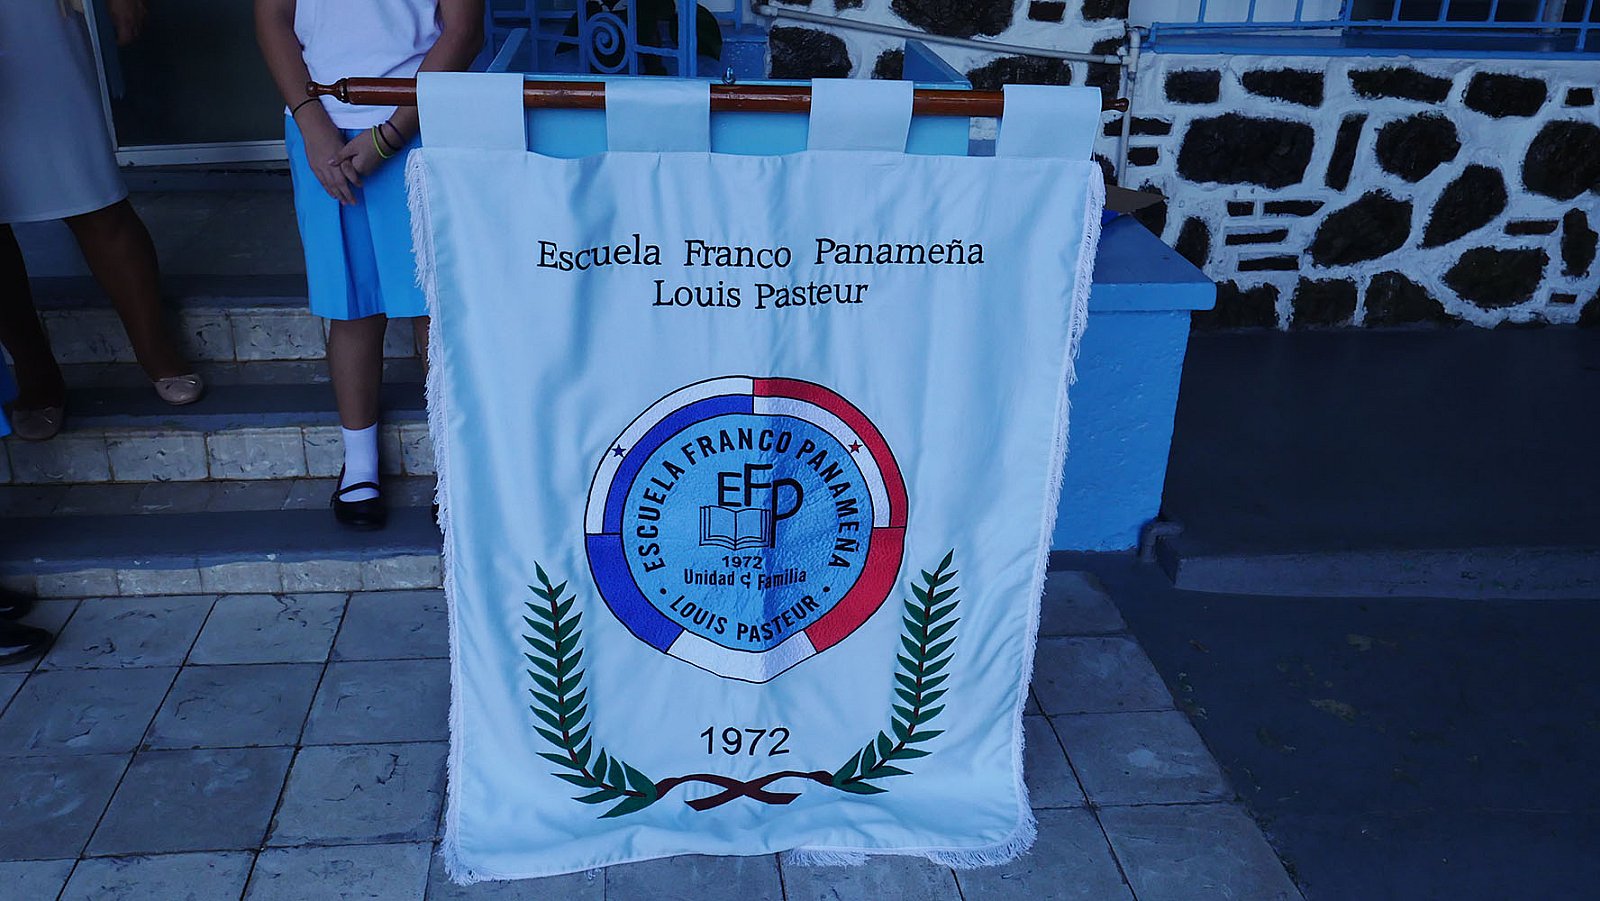 Escuela Franco Panameña
Louis Pasteur
ESCUELA FRANCO PANAMEÑA
EFP
1972
Unidad y Familia
• LOUIS PASTEUR •
1972